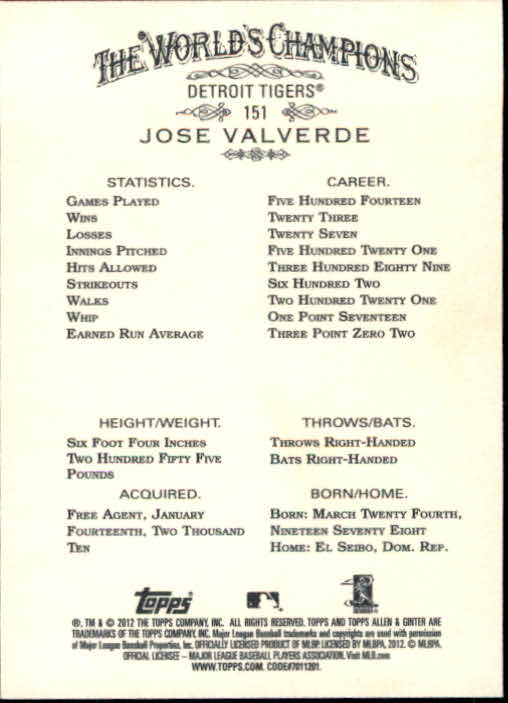 THE WORLD'S CHAMPIONS
DETROIT TIGERS®
151
JOSE VALVERDE
STATISTICS. CAREER.
GAMES PLAYED FIVE HUNDRED FOURTEEN
WINS TWENTY THREE
LOSSES TWENTY SEVEN
INNINGS PITCHED FIVE HUNDRED TWENTY ONE
HITS ALLOWED THREE HUNDRED EIGHTY NINE
STRIKEOUTS SIX HUNDRED TWO
WALKS TWO HUNDRED TWENTY ONE
WHIP ONE POINT SEVENTEEN
EARNED RUN AVERAGE THREE POINT ZERO TWO
HEIGHT/WEIGHT.
SIX FOOT FOUR INCHES
TWO HUNDRED FIFTY FIVE
POUNDS
THROWS/BATS.
THROWS RIGHT-HANDED
BATS RIGHT-HANDED
ACQUIRED.
FREE AGENT, JANUARY
FOURTEENTH, TWO THOUSAND
TEN
BORN/HOME.
BORN: MARCH TWENTY FOURTH,
NINETEEN SEVENTY EIGHT
HOME: EL SEIBO, DOM. REP.
topps
®, TM & © 2012 THE TOPPS COMPANY, INC. ALL RIGHTS RESERVED. TOPPS AND TOPPS ALLEN & GINTER ARE
TRADEMARKS OF THE TOPPS COMPANY, INC. Major League Baseball trademarks and copyrights are used with permission
of Major League Baseball Properties, Inc. OFFICIALLY LICENSED PRODUCT OF MLBP. LICENSED BY MLBPA, 2012. © MLBPA.
OFFICIAL LICENSEE – MAJOR LEAGUE BASEBALL PLAYERS ASSOCIATION. Visit MLB.com
WWW.TOPPS.COM. CODE#7011291.